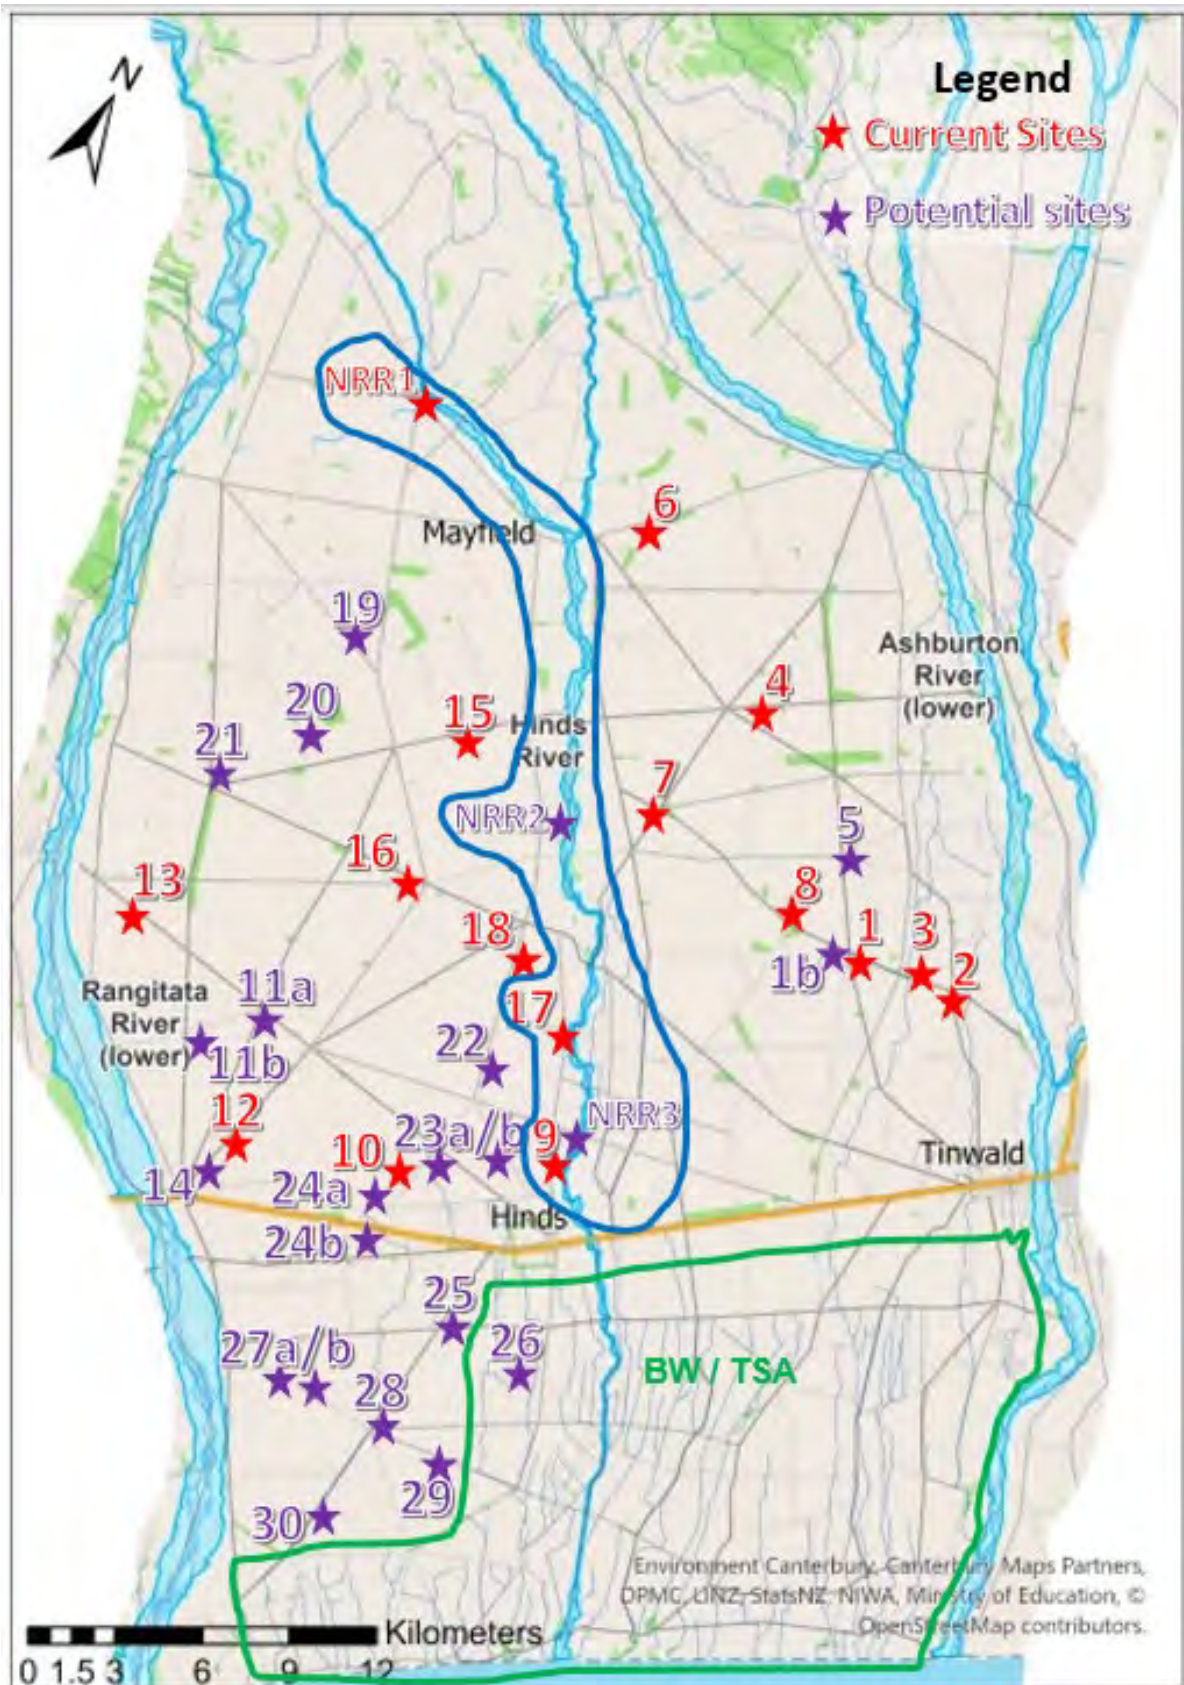 N
Legend
Current Sites
Potential sites
NRR1
6
Mayfield
19
Ashburton
River
(lower)
4
20
15
Hinds
River
21
7
NRR2
5
16
13
8
18
1
3
2
1b
Rangitata
River
(lower)
11a
17
11b
22
12
23a/b
9
NRR3
10
Tinwald
14
24a
Hinds
24b
25
27a/b
26
BW / TSA
28
29
30
Environment Canterbury, Canterbury Maps Partners,
DPMC, LINZ, StatsNZ, NIWA, Ministry of Education, ©
OpenStreetMap contributors.
Kilometers
0 1.5 3 6 9 12